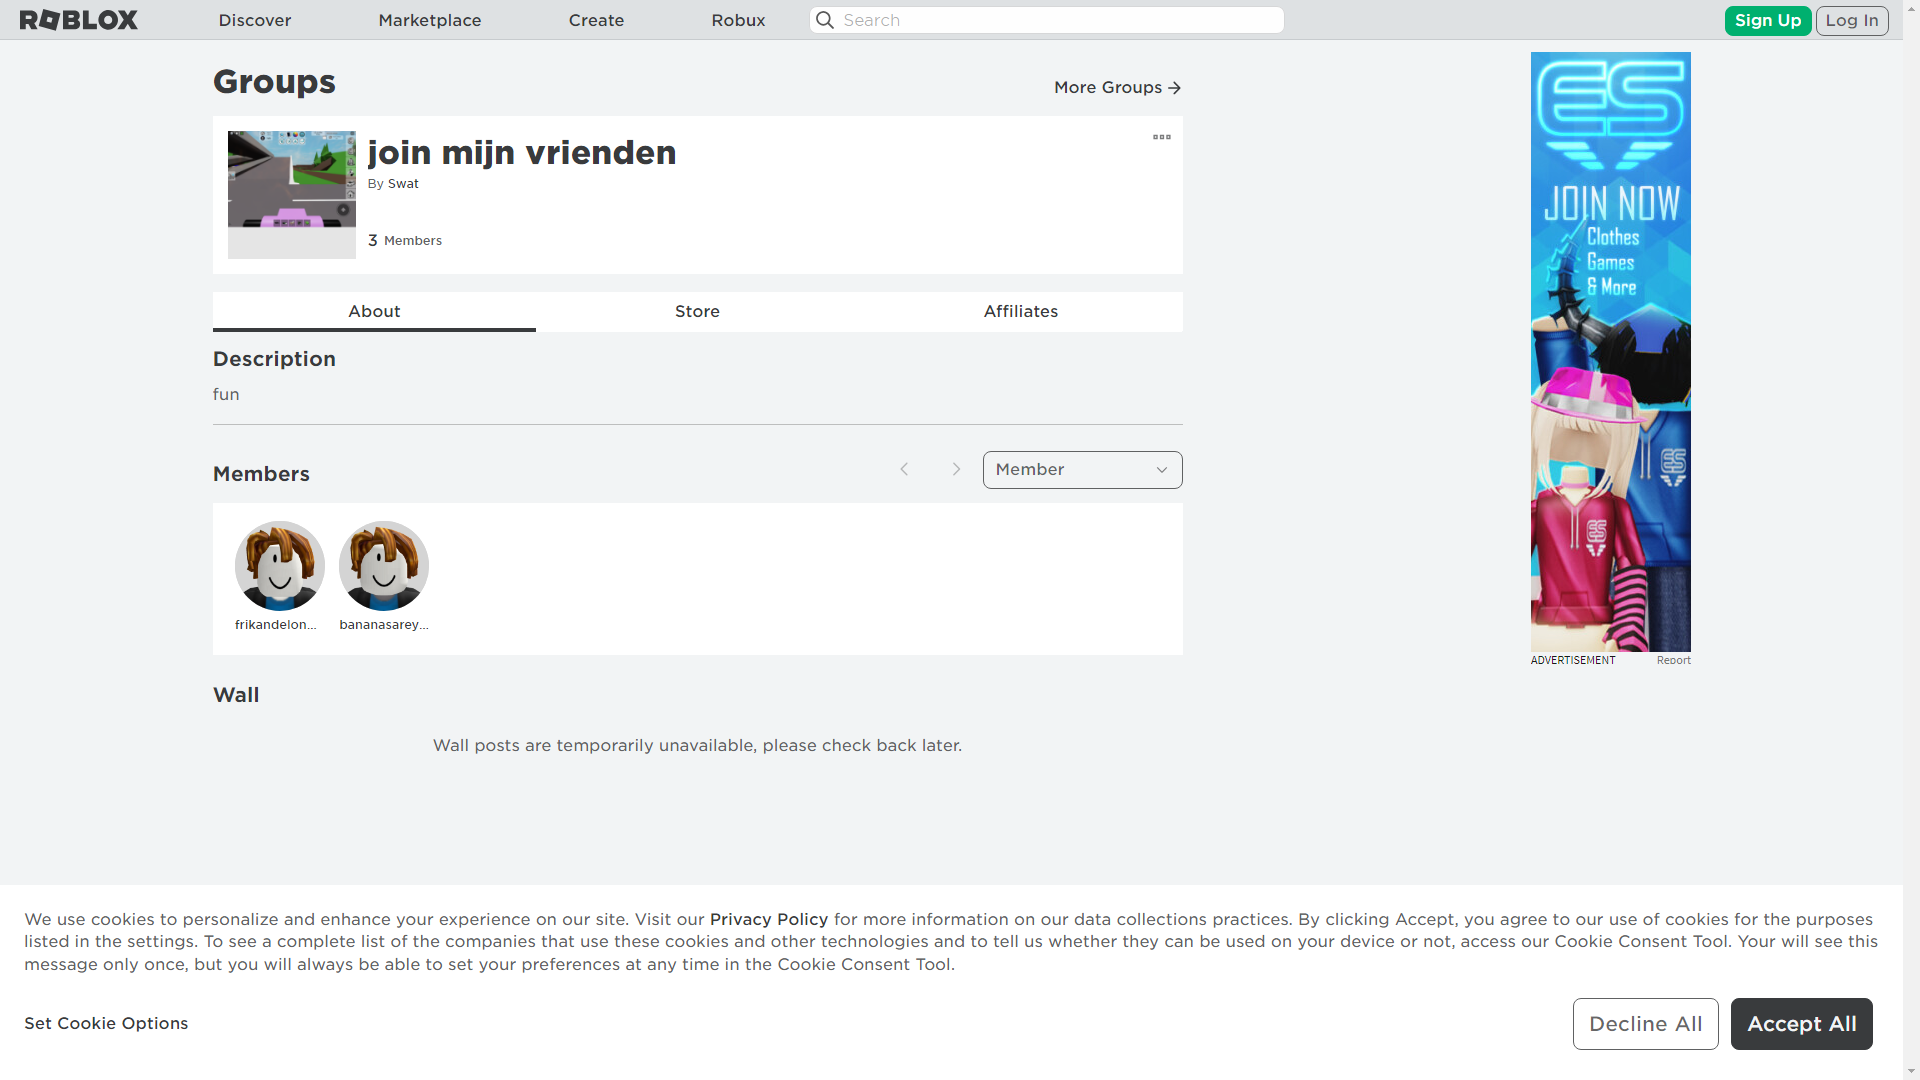 ROBLOX Discover Marketplace Create Robux Search Sign Up Log In
Groups
More Groups
join mijn vrienden
By Swat
3 Members
About Store Affiliates
Description
fun
Members
Member
frikandelon... bananasarey...
Wall
Wall posts are temporarily unavailable, please check back later.
ES
JOIN NOW
Clothes
Games
& More
ES
ES
ADVERTISEMENT Report
We use cookies to personalize and enhance your experience on our site. Visit our Privacy Policy for more information on our data collections practices. By clicking Accept, you agree to our use of cookies for the purposes
listed in the settings. To see a complete list of the companies that use these cookies and other technologies and to tell us whether they can be used on your device or not, access our Cookie Consent Tool. Your will see this
message only once, but you will always be able to set your preferences at any time in the Cookie Consent Tool.
Set Cookie Options
Decline All Accept All